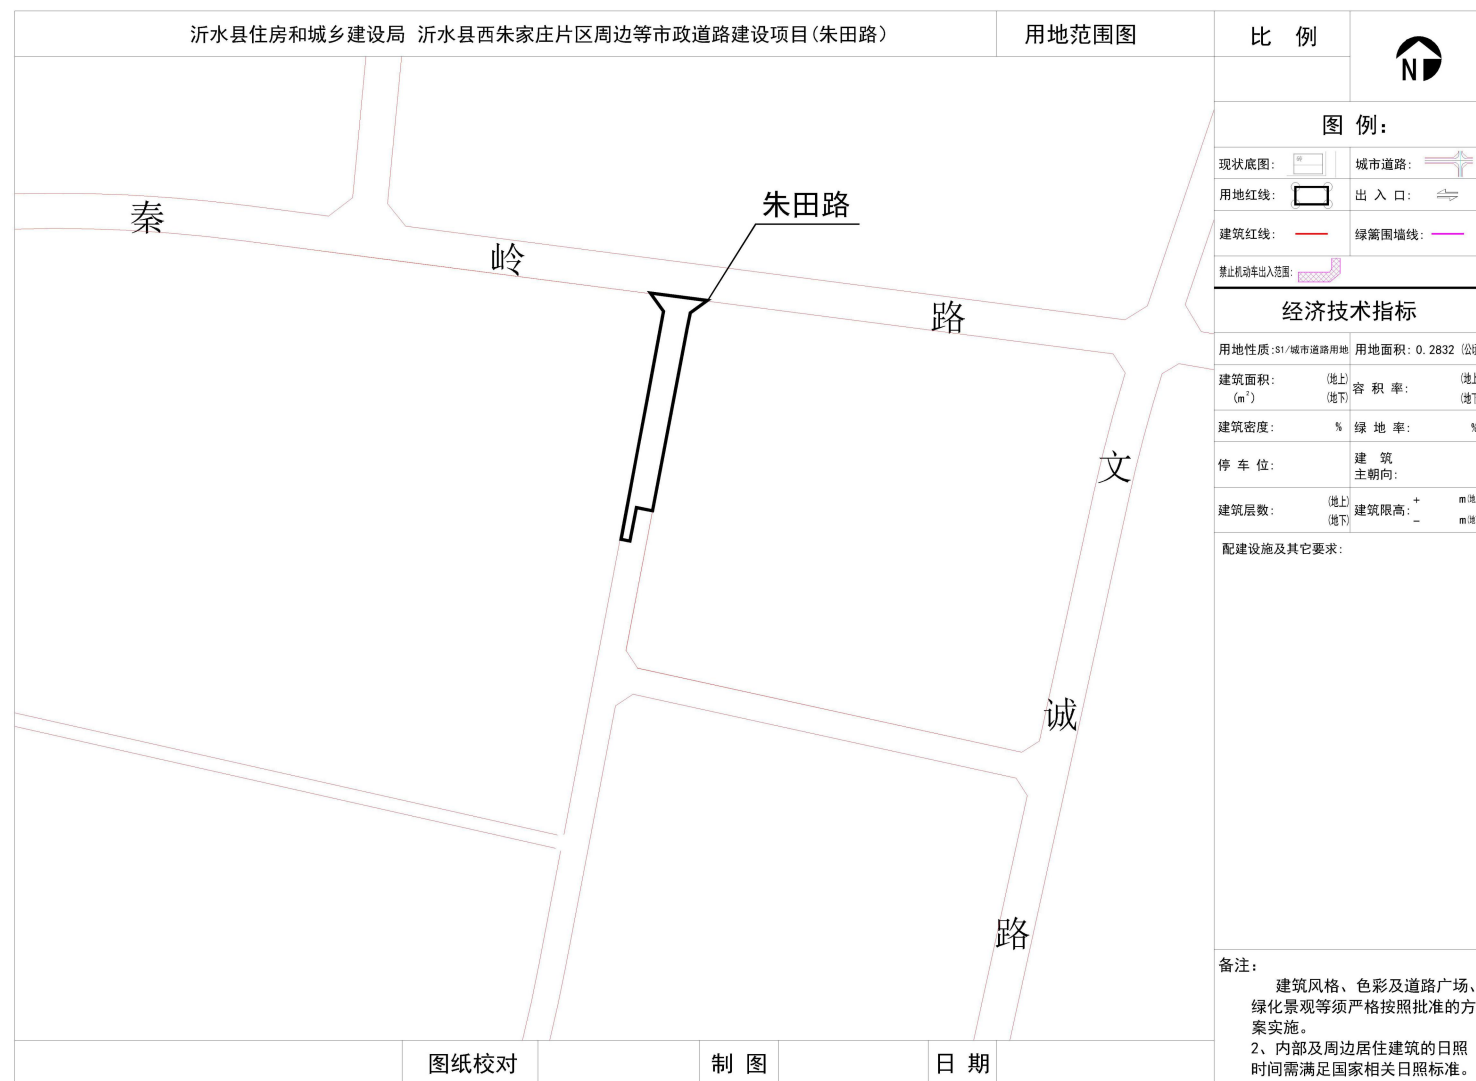 沂水县住房和城乡建设局 沂水县西朱家庄片区周边等市政道路建设项目(朱田路)
用地范围图
比 例
N
图 例:
现状底图:
城市道路:
用地红线:
出 入 口:
建筑红线:
绿篱围墙线:
禁止机动车出入范围:
经济技术指标
用地性质:S1/城市道路用地
用地面积: 0.2832
建筑面积: (地上)
(m²) (地下)
容 积 率: (地上
(地下
建筑密度: %
绿 地 率: %
停 车 位:
建 筑
主朝向:
建筑层数: (地上)
(地下)
建筑限高: + m
- m
配建设施及其它要求:
朱田路
秦
岭
路
文
诚
路
备注:
建筑风格、色彩及道路广场、
绿化景观等须严格按照批准的方
案实施。
2、内部及周边居住建筑的日照
时间需满足国家相关日照标准。
图纸校对
制 图
日 期